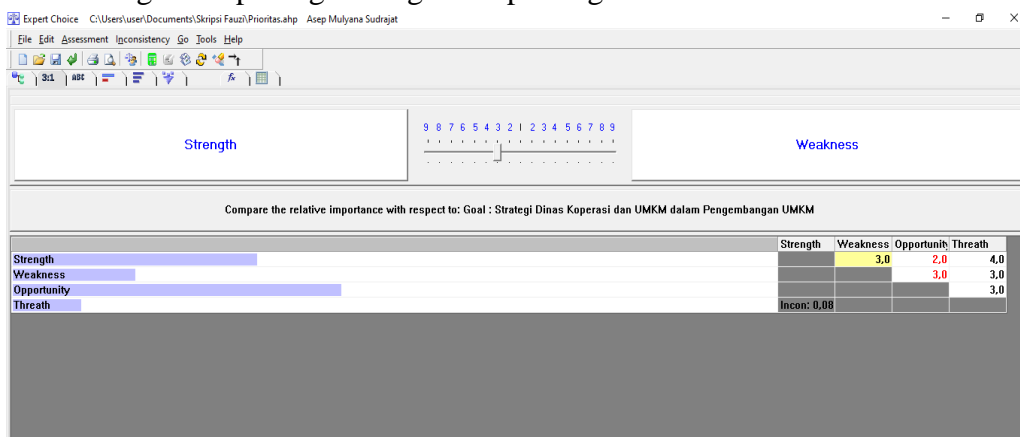 Expert Choice C:\Users\user\Documents\Skripsi Fauzi\Prioritas.ahp Asep Mulyana Sudrajat
File Edit Assessment Inconsistency Go Tools Help
3:1 ABC fx
Strength 9 8 7 6 5 4 3 2 1 2 3 4 5 6 7 8 9 Weakness
Compare the relative importance with respect to: Goal : Strategi Dinas Koperasi dan UMKM dalam Pengembangan UMKM
Strength Weakness Opportunit Threath
Strength 3,0 2,0 4,0
Weakness 3,0 3,0
Opportunity 3,0
Threath Incon: 0,08